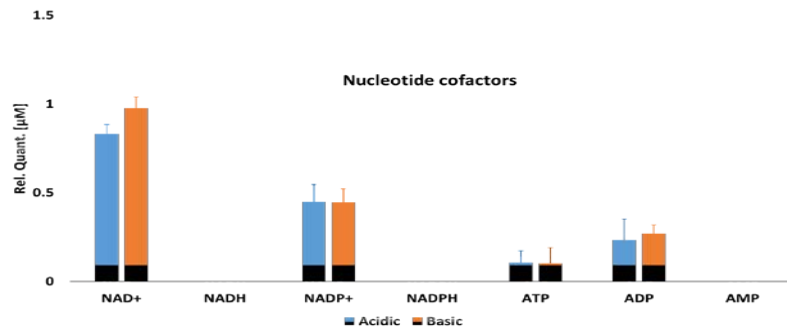 1.5
Nucleotide cofactors
1
Rel. Quant. [µM]
0.5
0
NAD+ NADH NADP+ NADPH ATP ADP AMP
Acidic Basic